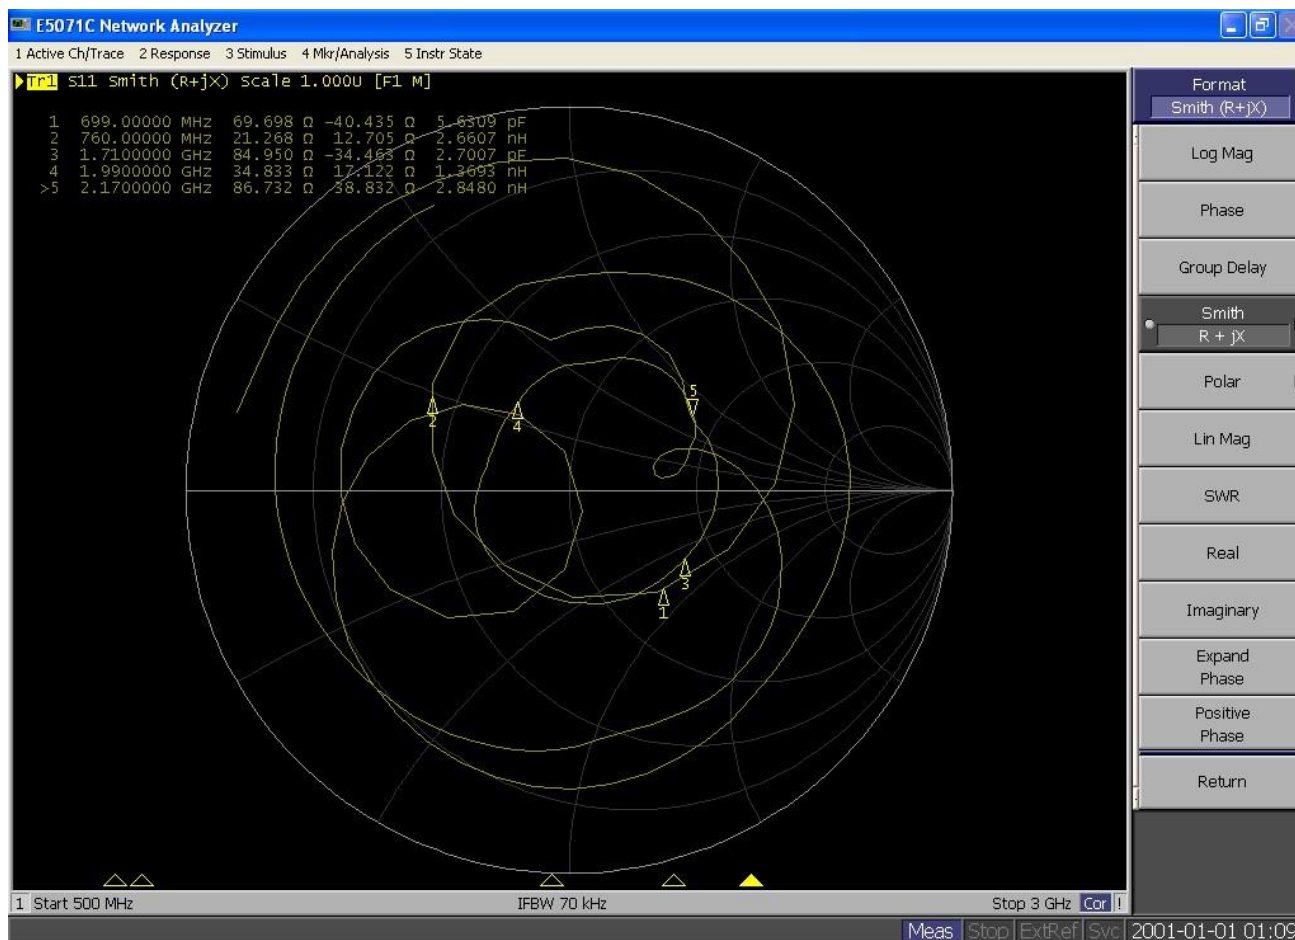 E5071C Network Analyzer
1 Active Ch/Trace 2 Response 3 Stimulus 4 Mkr/Analysis 5 Instr State
Tr1 S11 Smith (R+jX) Scale 1.000U [F1 M]
1 699.00000 MHz 69.698 Ω -40.435 Ω 5.6309 pF
2 760.00000 MHz 21.268 Ω 12.705 Ω 2.6607 nH
3 1.7100000 GHz 84.950 Ω -34.463 Ω 2.7007 pF
4 1.9900000 GHz 34.833 Ω 17.122 Ω 1.3693 nH
>5 2.1700000 GHz 86.732 Ω 38.832 Ω 2.8480 nH
5
2
4
3
1
Format
Smith (R+jX)
Log Mag
Phase
Group Delay
Smith
R + jX
Polar
Lin Mag
SWR
Real
Imaginary
Expand
Phase
Positive
Phase
Return
1 Start 500 MHz IFBW 70 kHz Stop 3 GHz Cor !
Meas Stop ExtRef Svc 2001-01-01 01:09